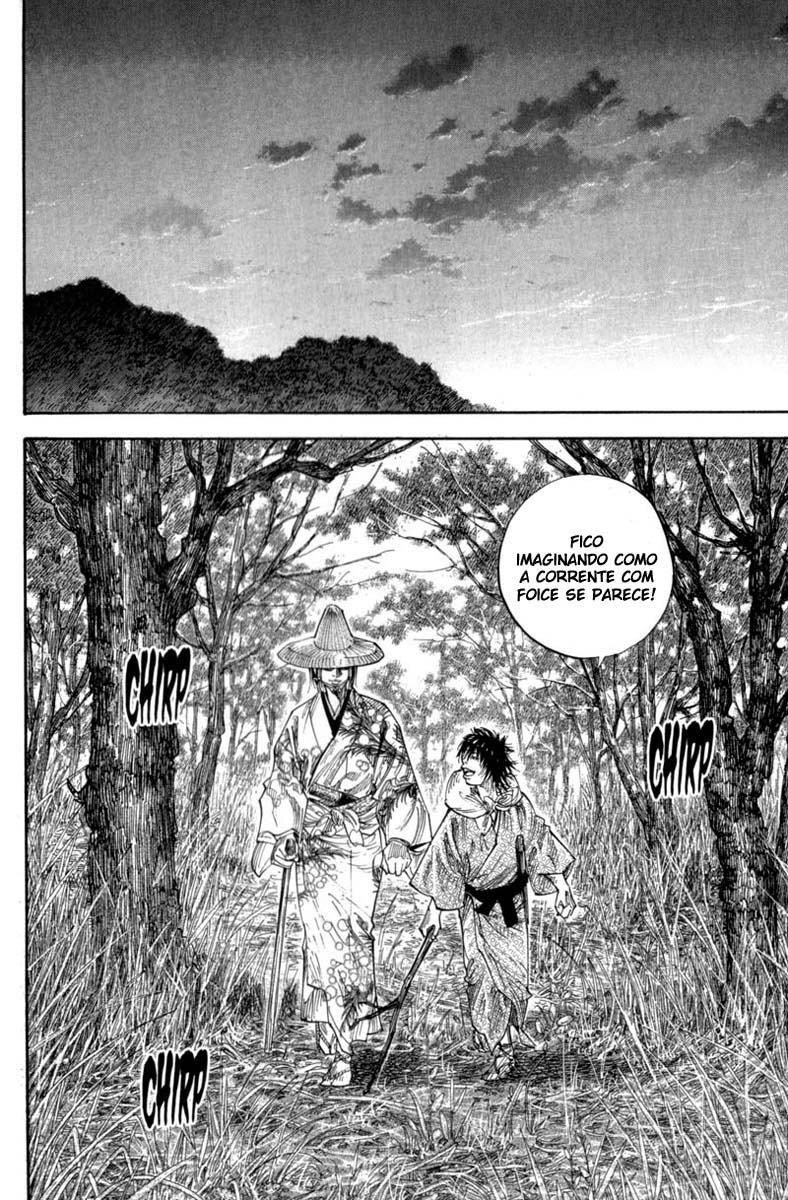 FICO
IMAGINANDO COMO
A CORRENTE COM
FOICE SE PARECE!
CHIRP
CHIRP
CHIRP